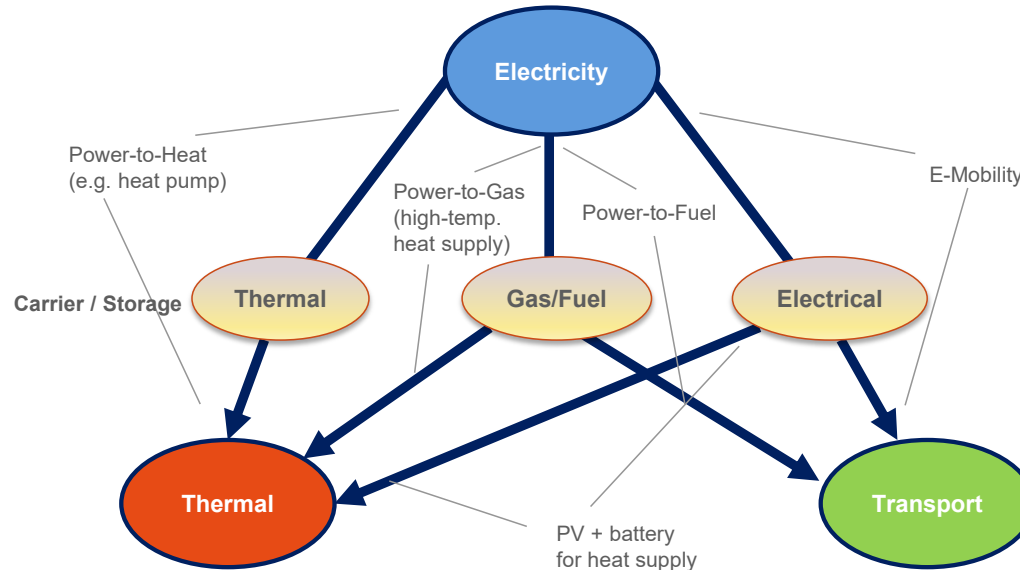 Electricity
Power-to-Heat
(e.g. heat pump)
Power-to-Gas
(high-temp.
heat supply)
Power-to-Fuel
E-Mobility
Carrier / Storage
Thermal
Gas/Fuel
Electrical
Thermal
Transport
PV + battery
for heat supply